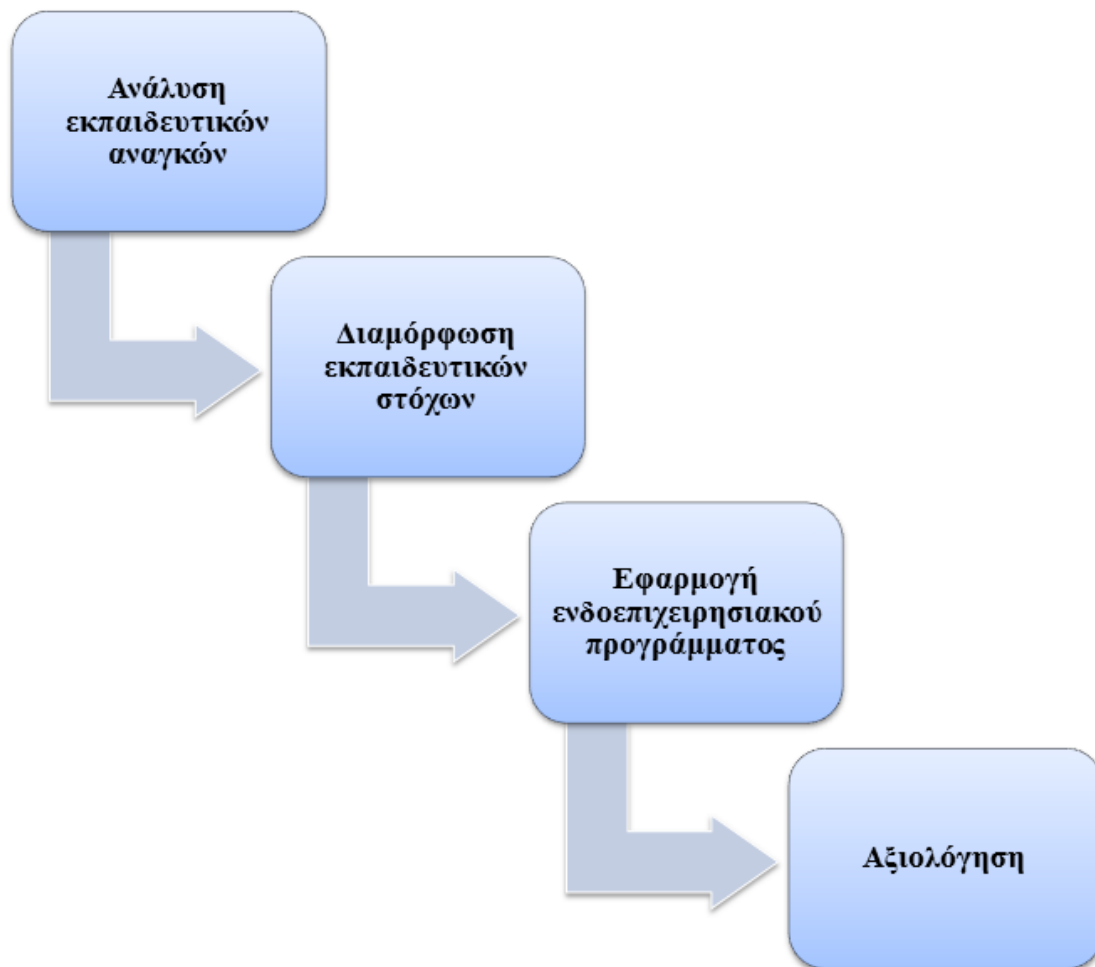 Ανάλυση
εκπαιδευτικών
αναγκών
Διαμόρφωση
εκπαιδευτικών
στόχων
Εφαρμογή
ενδοεπιχειρησιακού
προγράμματος
Αξιολόγηση